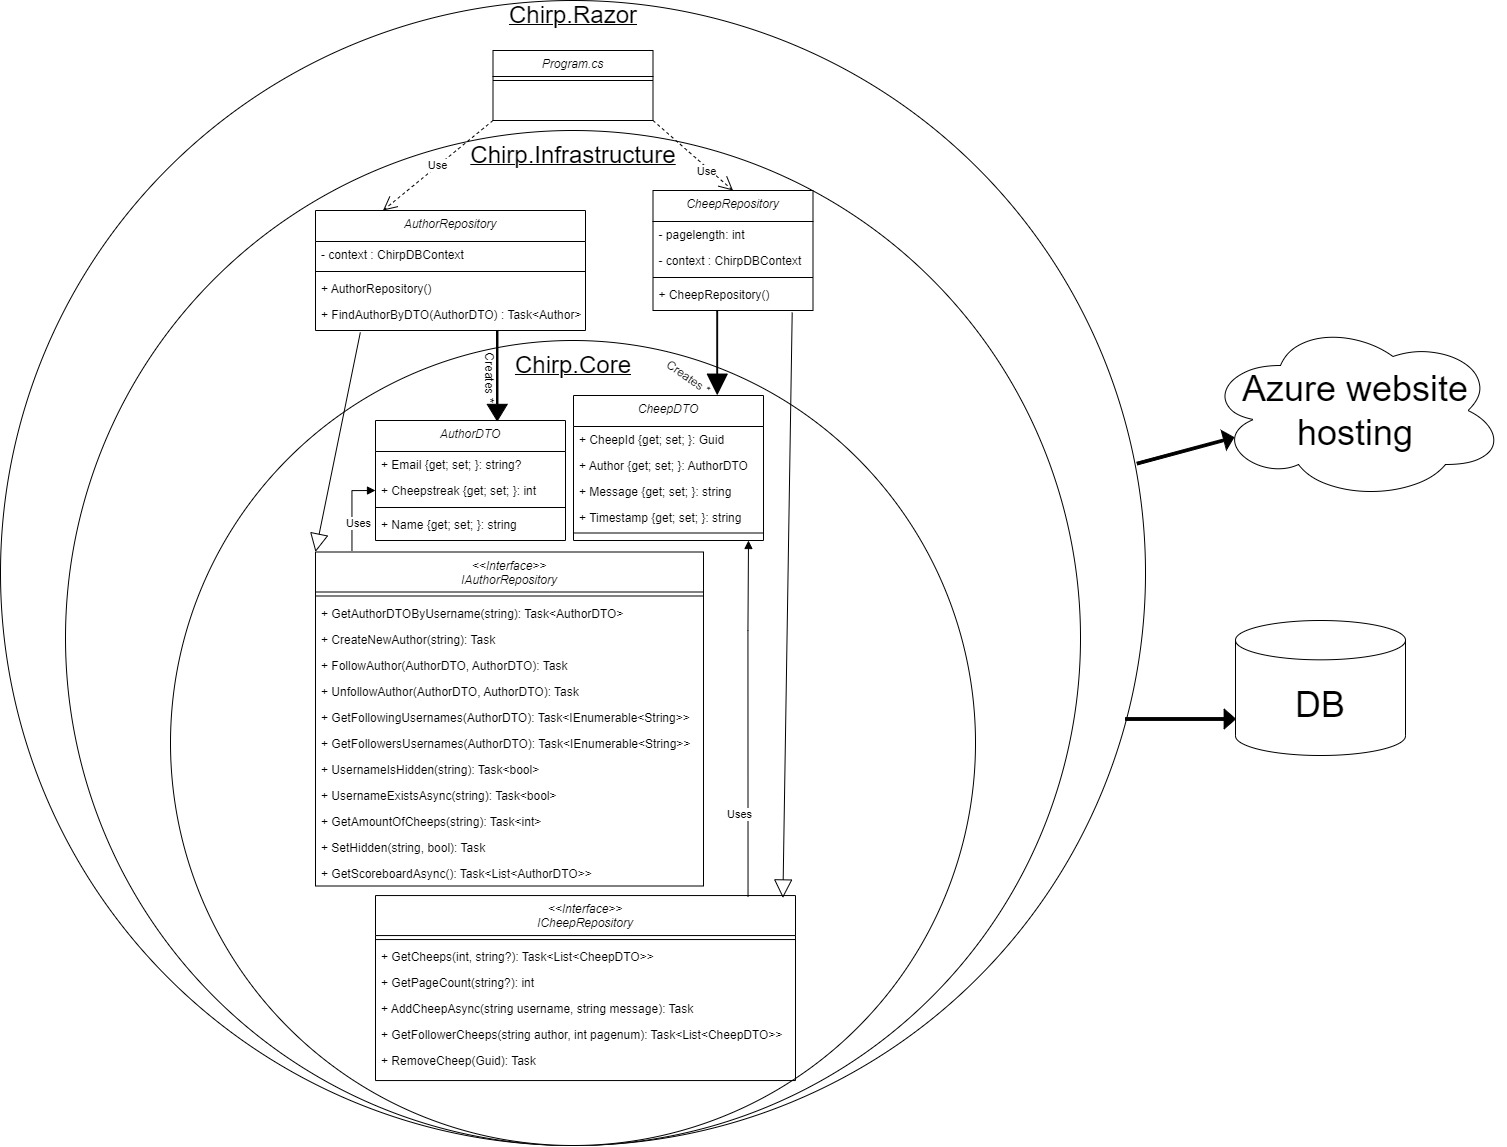 Chirp.Razor
Program.cs
Use
Use
Chirp.Infrastructure
AuthorRepository
- context : ChirpDBContext
+ AuthorRepository()
+ FindAuthorByDTO(AuthorDTO) : Task<Author>
CheepRepository
- pagelength: int
- context : ChirpDBContext
+ CheepRepository()
Creates *
Creates *
Chirp.Core
AuthorDTO
+ Email {get; set; }: string?
+ Cheepstreak {get; set; }: int
+ Name {get; set; }: string
CheepDTO
+ CheepId {get; set; }: Guid
+ Author {get; set; }: AuthorDTO
+ Message {get; set; }: string
+ Timestamp {get; set; }: string
Uses
<<Interface>>
IAuthorRepository
+ GetAuthorDTOByUsername(string): Task<AuthorDTO>
+ CreateNewAuthor(string): Task
+ FollowAuthor(AuthorDTO, AuthorDTO): Task
+ UnfollowAuthor(AuthorDTO, AuthorDTO): Task
+ GetFollowingUsernames(AuthorDTO): Task<IEnumerable<String>>
+ GetFollowersUsernames(AuthorDTO): Task<IEnumerable<String>>
+ UsernameIsHidden(string): Task<bool>
+ UsernameExistsAsync(string): Task<bool>
+ GetAmountOfCheeps(string): Task<int>
+ SetHidden(string, bool): Task
+ GetScoreboardAsync(): Task<List<AuthorDTO>>
Uses
<<Interface>>
ICheepRepository
+ GetCheeps(int, string?): Task<List<CheepDTO>>
+ GetPageCount(string?): int
+ AddCheepAsync(string username, string message): Task
+ GetFollowerCheeps(string author, int pagenum): Task<List<CheepDTO>>
+ RemoveCheep(Guid): Task
Azure website
hosting
DB